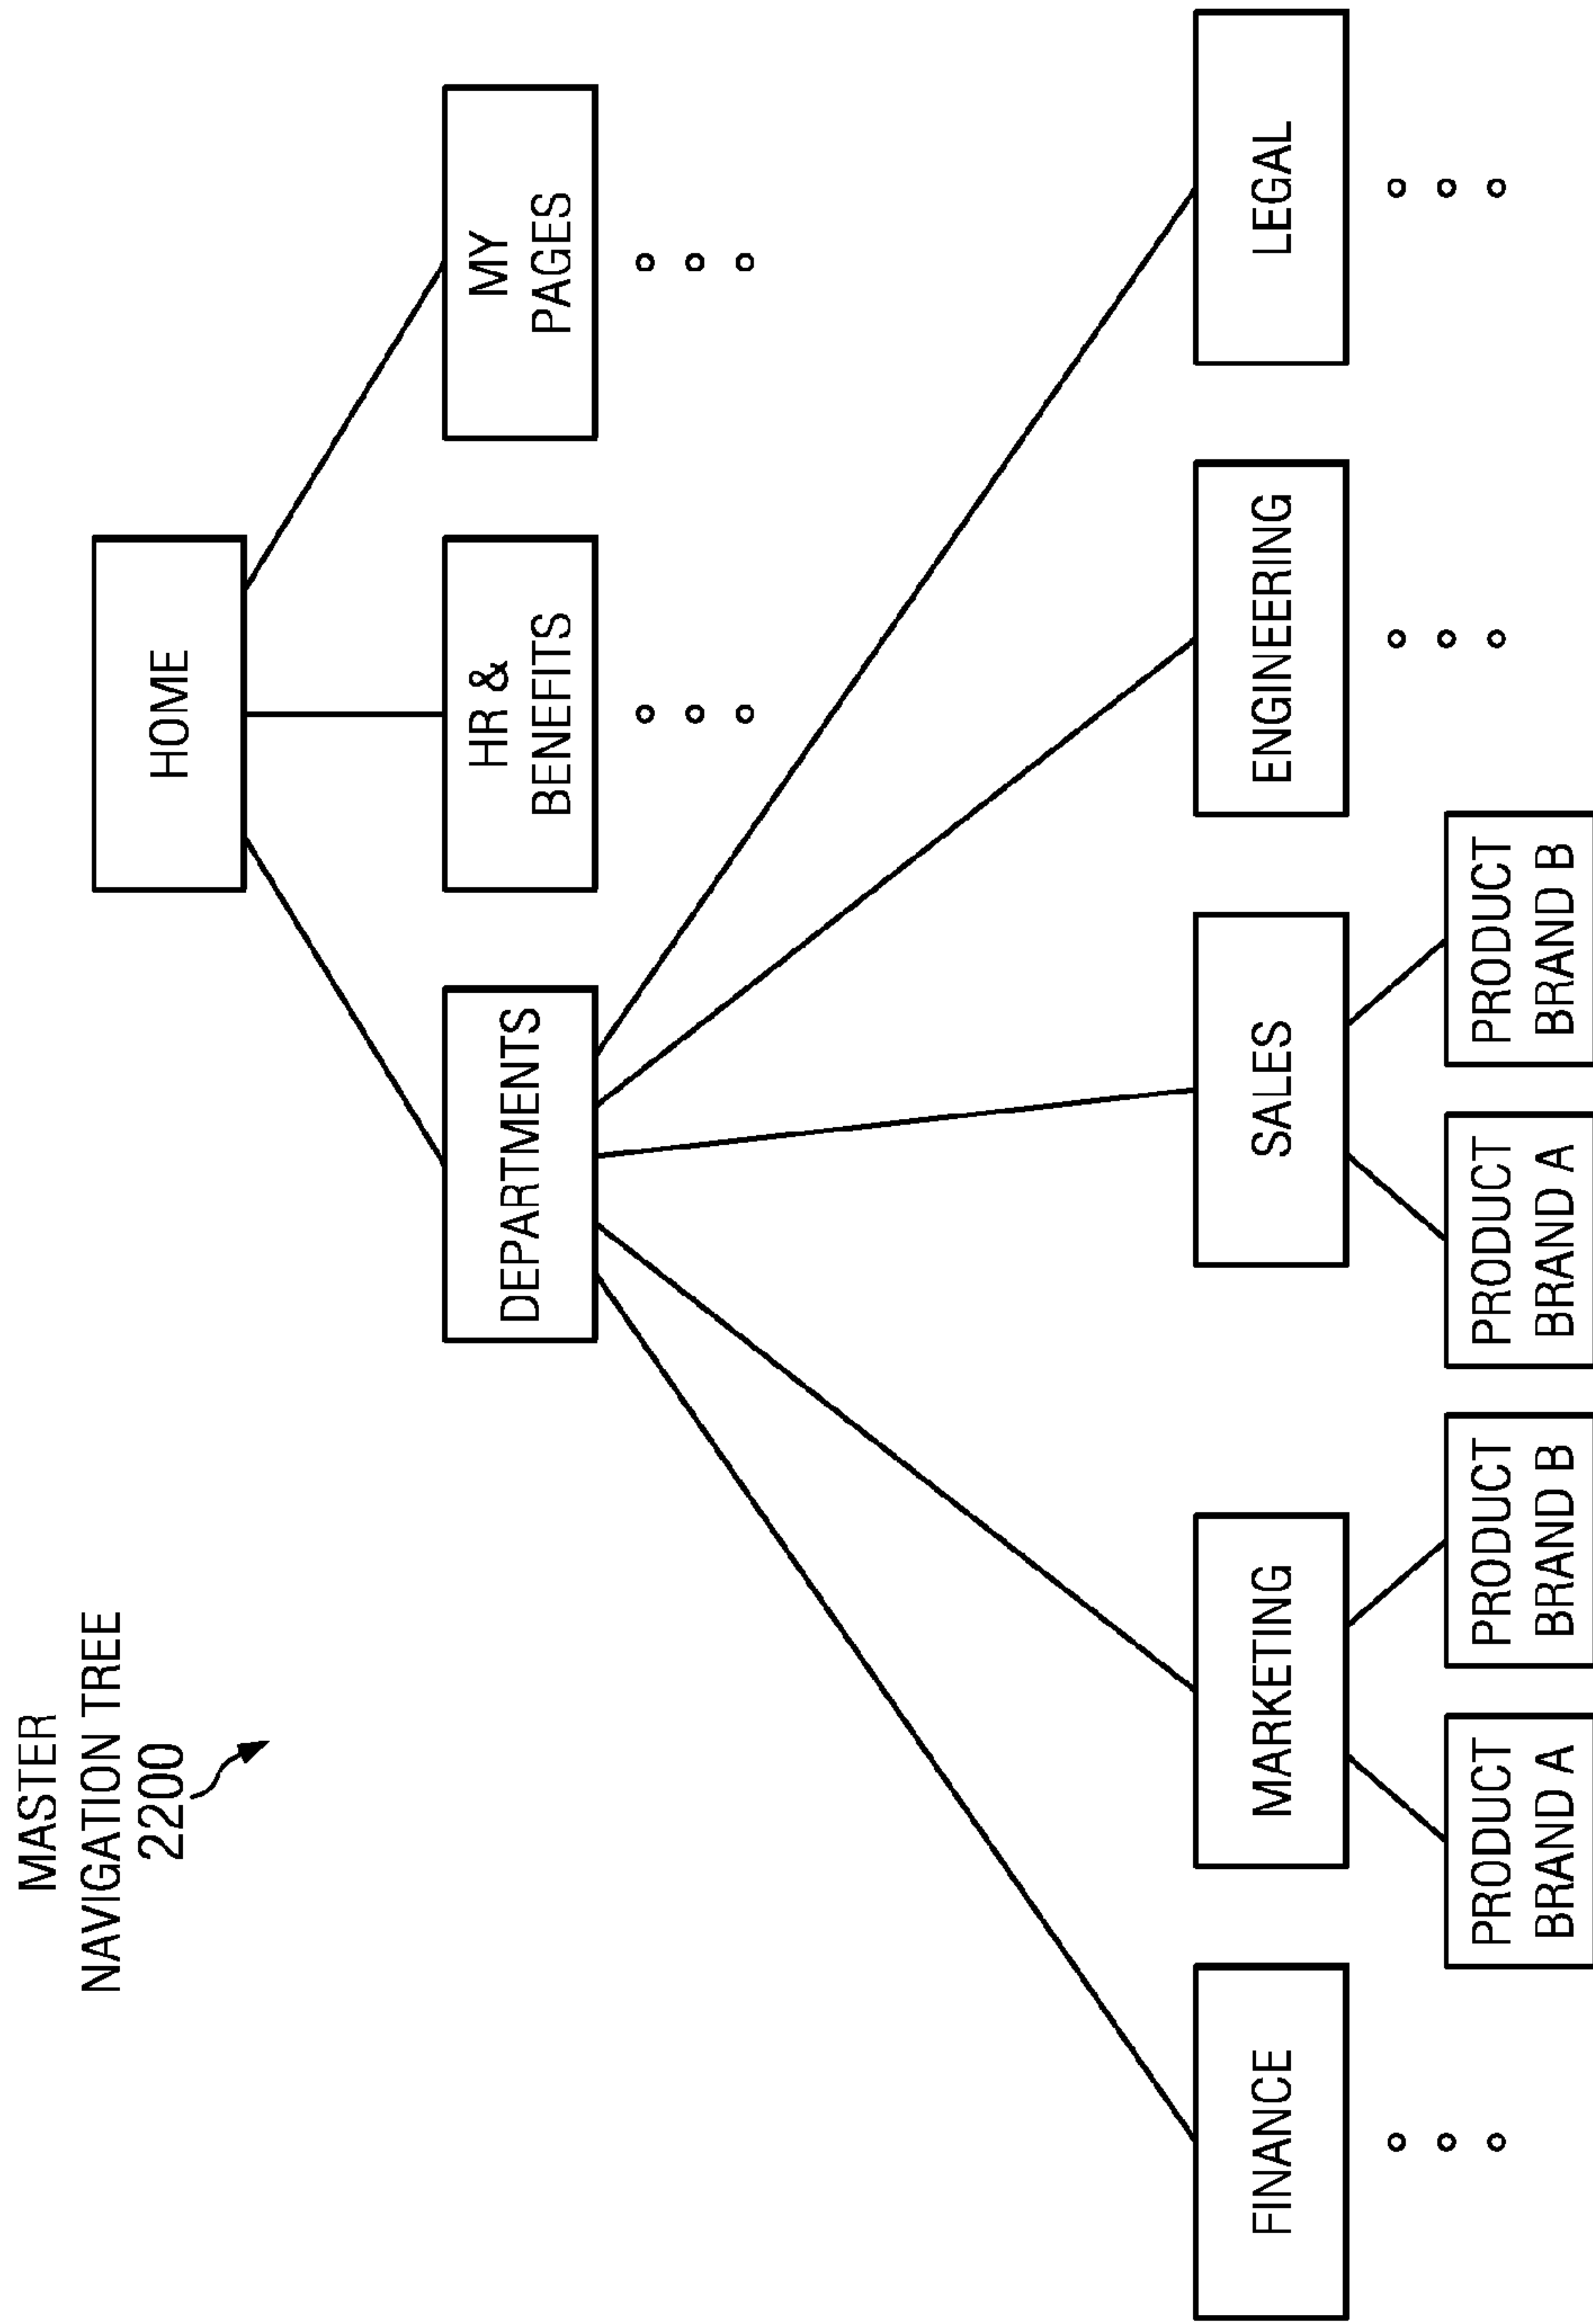 MASTER
NAVIGATION TREE
2200
HOME
DEPARTMENTS
HR &
BENEFITS
MY
PAGES
FINANCE
MARKETING
SALES
ENGINEERING
LEGAL
PRODUCT
BRAND A
PRODUCT
BRAND B
PRODUCT
BRAND A
PRODUCT
BRAND B